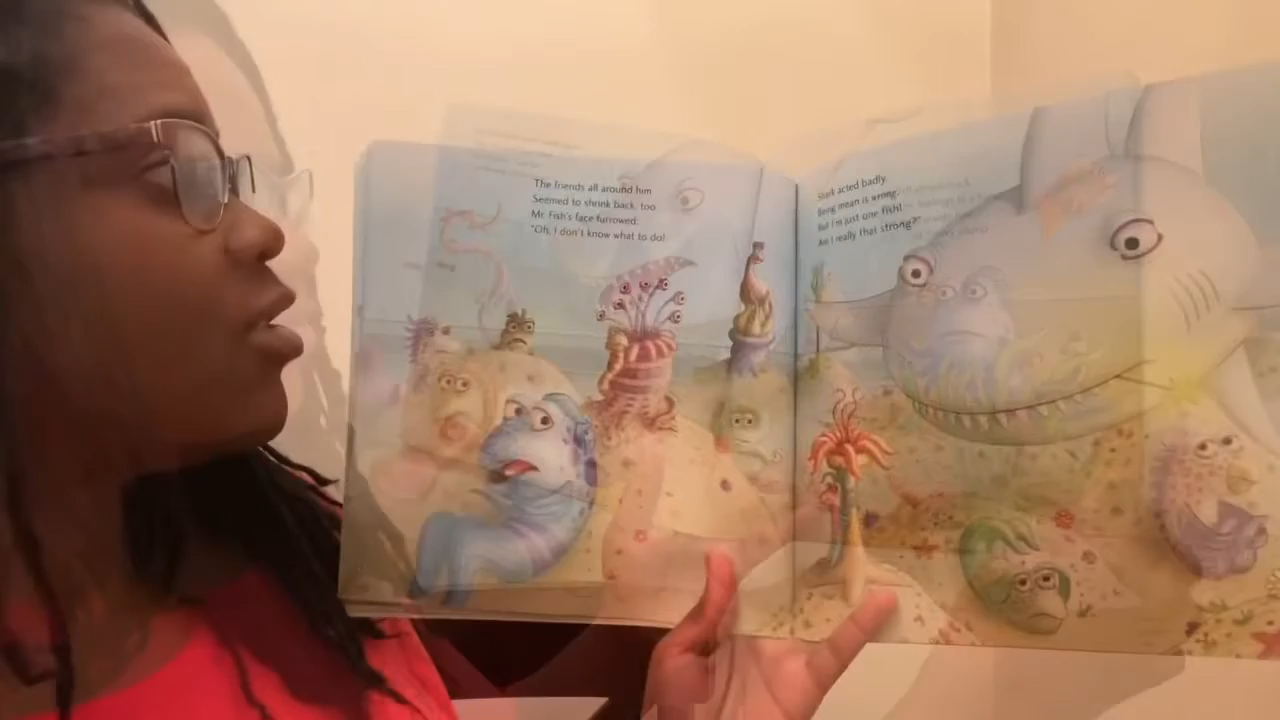 The friends all around him
Seemed to shrink back, too.
Mr. Fish's face furrowed:
"Oh, I don't know what to do!
Shark acted badly.
Being mean is wrong.
But I'm just one fish!
Am I really that strong?"